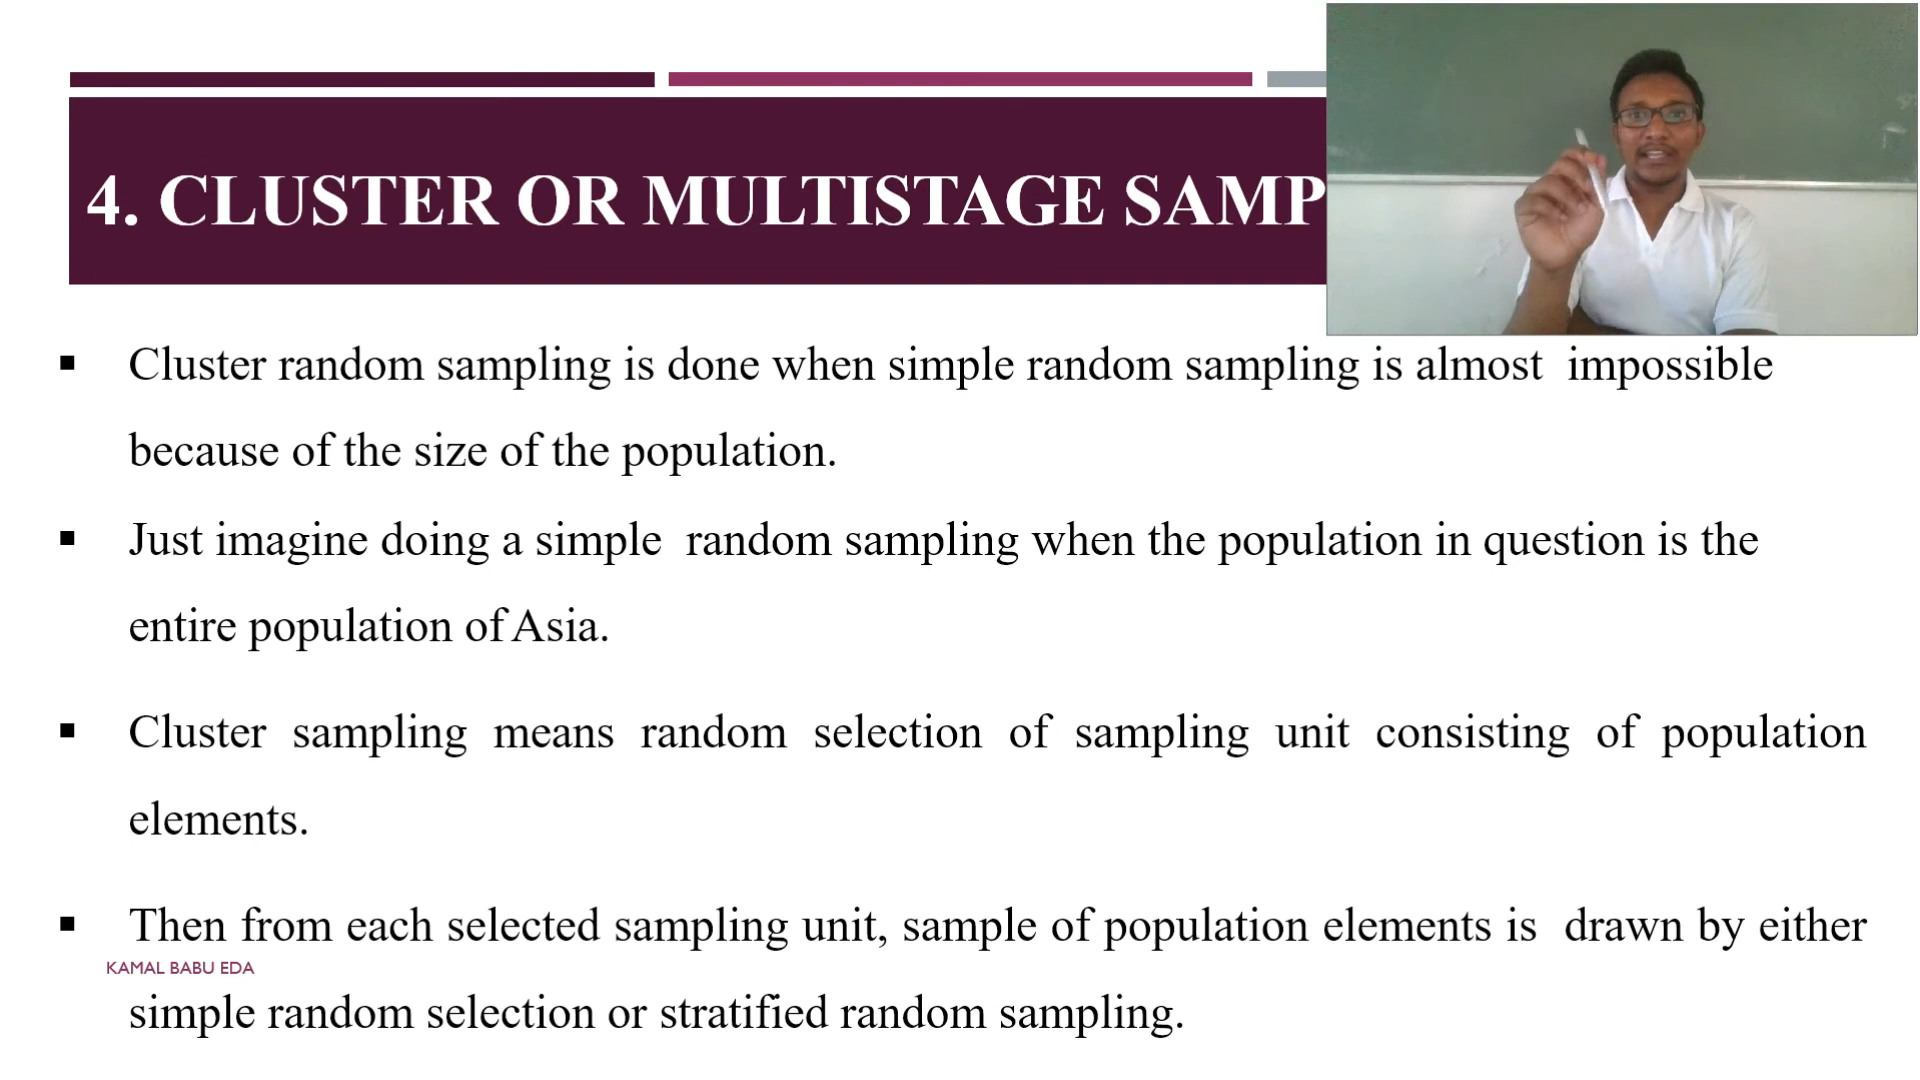 4. CLUSTER OR MULTISTAGE SAMP
▪ Cluster random sampling is done when simple random sampling is almost impossible
because of the size of the population.
▪ Just imagine doing a simple random sampling when the population in question is the
entire population of Asia.
▪ Cluster sampling means random selection of sampling unit consisting of population
elements.
▪ Then from each selected sampling unit, sample of population elements is drawn by either
KAMAL BABU EDA
simple random selection or stratified random sampling.